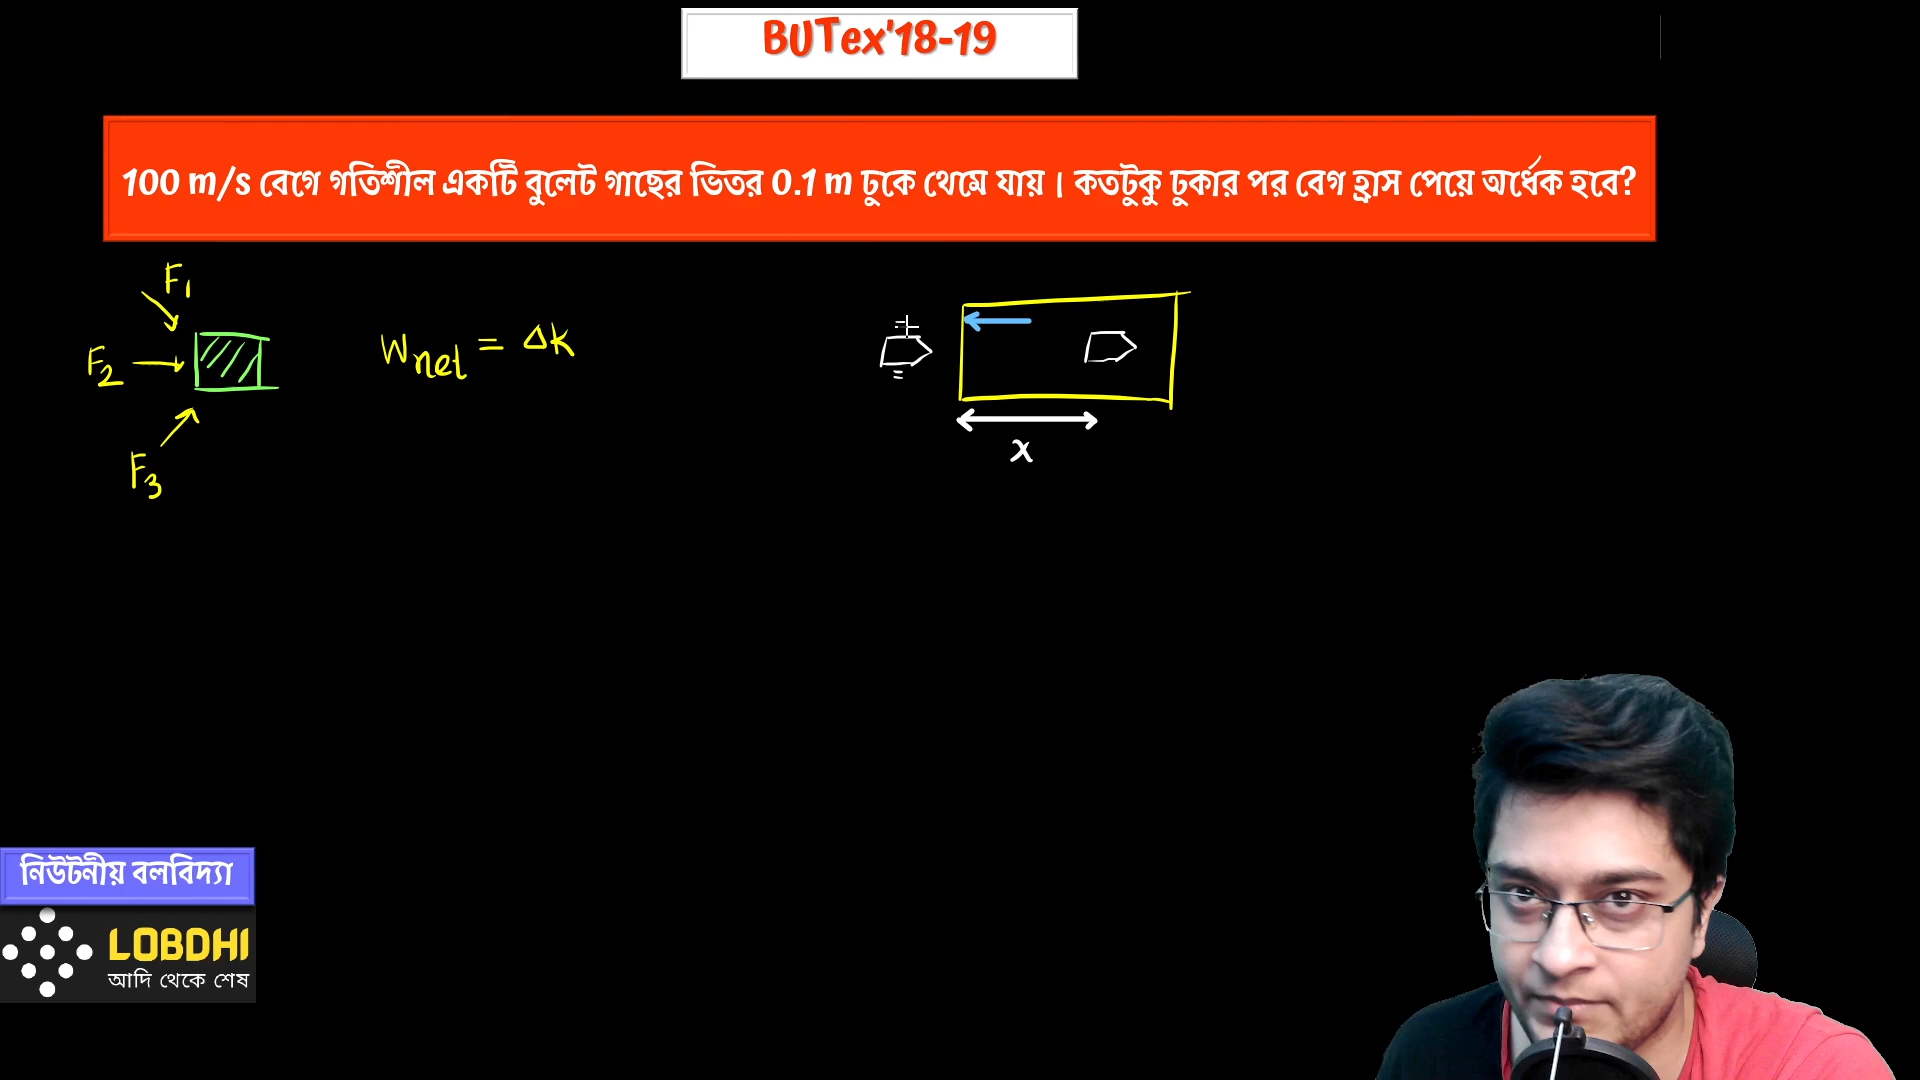 BUTex'18-19
100 m/s বেগে গতিশীল একটি বুলেট গাছের ভিতর 0.1 m ঢুকে থেমে যায়। কতটুকু ঢুকার পর বেগ হ্রাস পেয়ে অর্ধেক হবে?
F₁
F₂
F₃
Wnet = Δk
x
নিউটনীয় বলবিদ্যা
LOBDHI
আদি থেকে শেষ